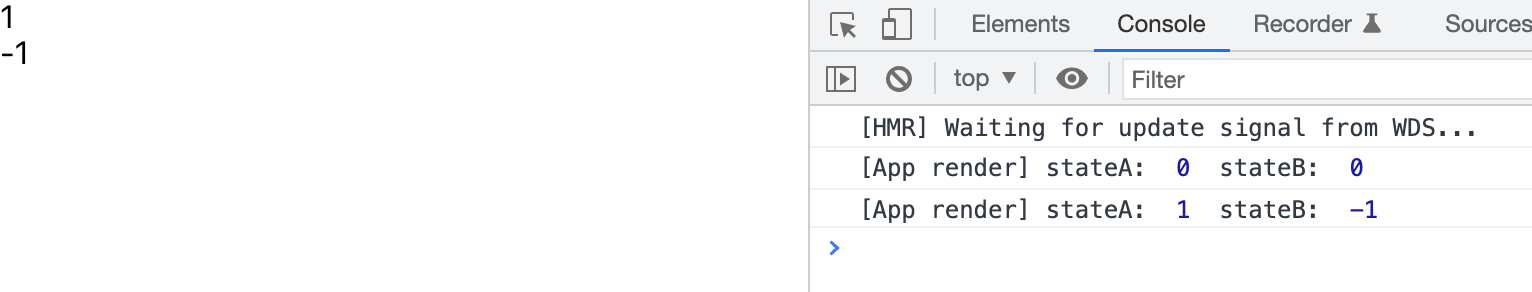 1
-1
Elements Console Recorder Sources
top ▼ Filter
[HMR] Waiting for update signal from WDS...
[App render] stateA:  0  stateB:  0
[App render] stateA:  1  stateB:  -1
>